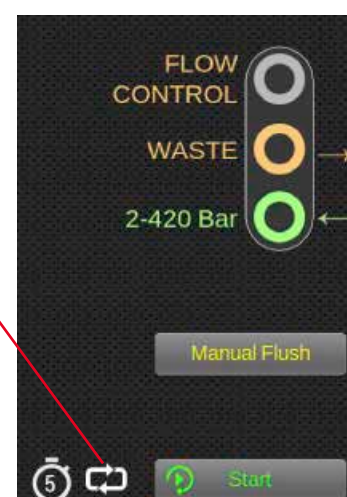 FLOW
CONTROL
WASTE
2-420 Bar
Manual Flush
5
Start